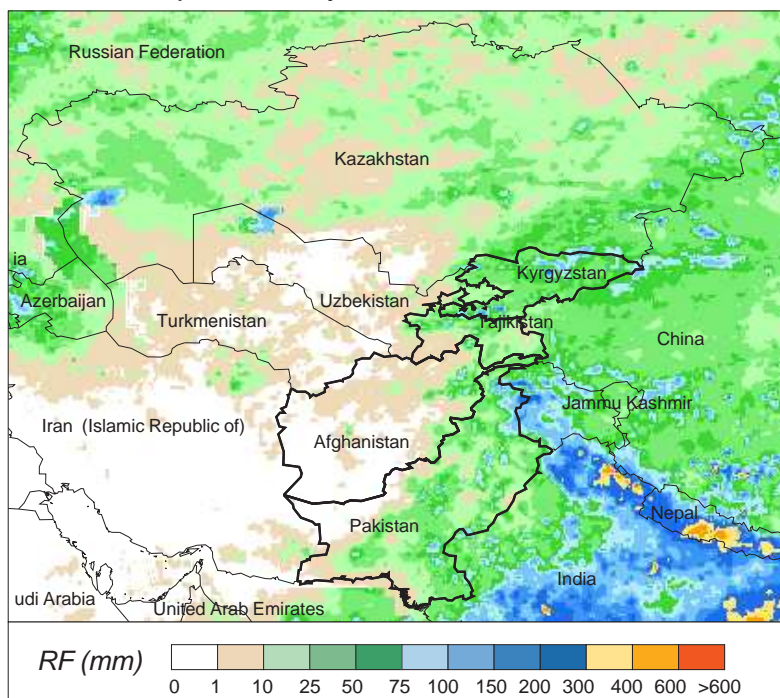 Russian Federation
Kazakhstan
ia
Kyrgyzstan
Azerbaijan
Uzbekistan
Turkmenistan
Tajikistan
China
Jammu Kashmir
Iran (Islamic Republic of)
Afghanistan
Nepal
Pakistan
India
udi Arabia
United Arab Emirates
RF (mm)
0 1 10 25 50 75 100 150 200 300 400 600 >600